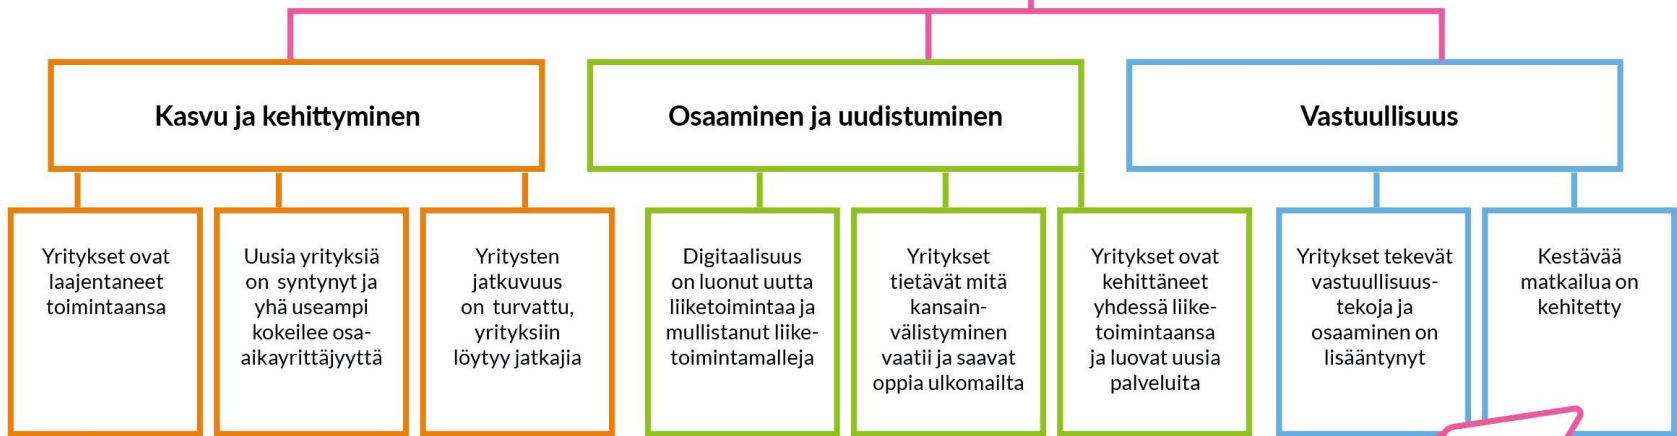 Kasvu ja kehittyminen
Osaaminen ja uudistuminen
Vastuullisuus
Yritykset ovat
laajentaneet
toimintaansa
Uusia yrityksiä
on syntynyt ja
yhä useampi
kokeilee osa-
aikayrittäjyyttä
Yritysten
jatkuvuus
on turvattu,
yrityksiin
löytyy jatkajia
Digitaalisuus
on luonut uutta
liiketoimintaa ja
mullistanut liike-
toimintamalleja
Yritykset
tietävät mitä
kansain-
välistyminen
vaatii ja saavat
oppia ulkomailta
Yritykset ovat
kehittäneet
yhdessä liike-
toimintaansa
ja luovat uusia
palveluita
Yritykset tekevät
vastuullisuus-
tekoja ja
osaaminen on
lisääntynyt
Kestävää
matkailua on
kehitetty